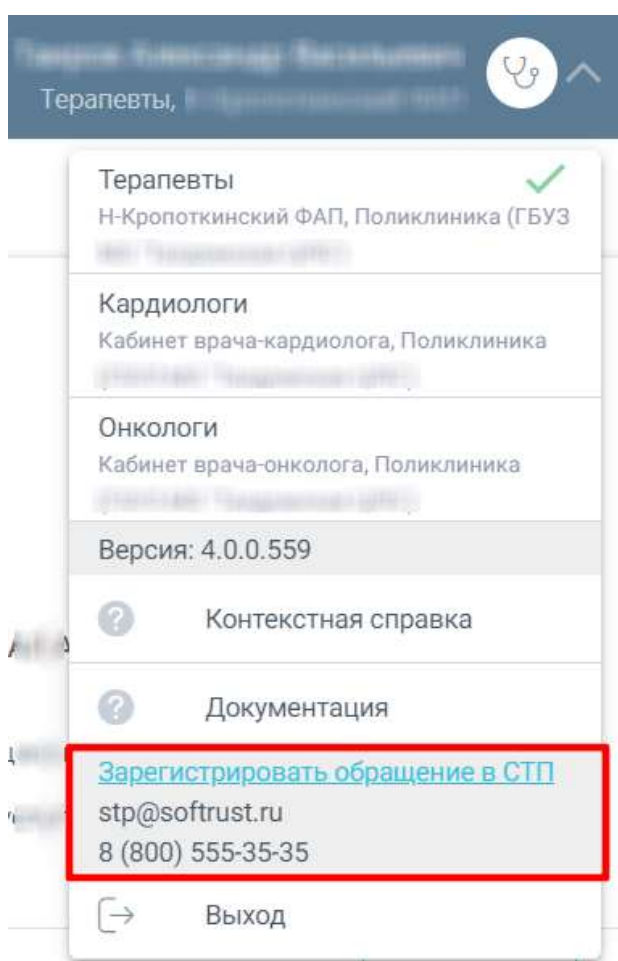 Терапевты,
Терапевты
Н-Кропоткинский ФАП, Поликлиника (ГБУЗ
Кардиологи
Кабинет врача-кардиолога, Поликлиника
Онкологи
Кабинет врача-онколога, Поликлиника
Версия: 4.0.0.559
Контекстная справка
Документация
Зарегистрировать обращение в СТП
stp@softrust.ru
8 (800) 555-35-35
Выход